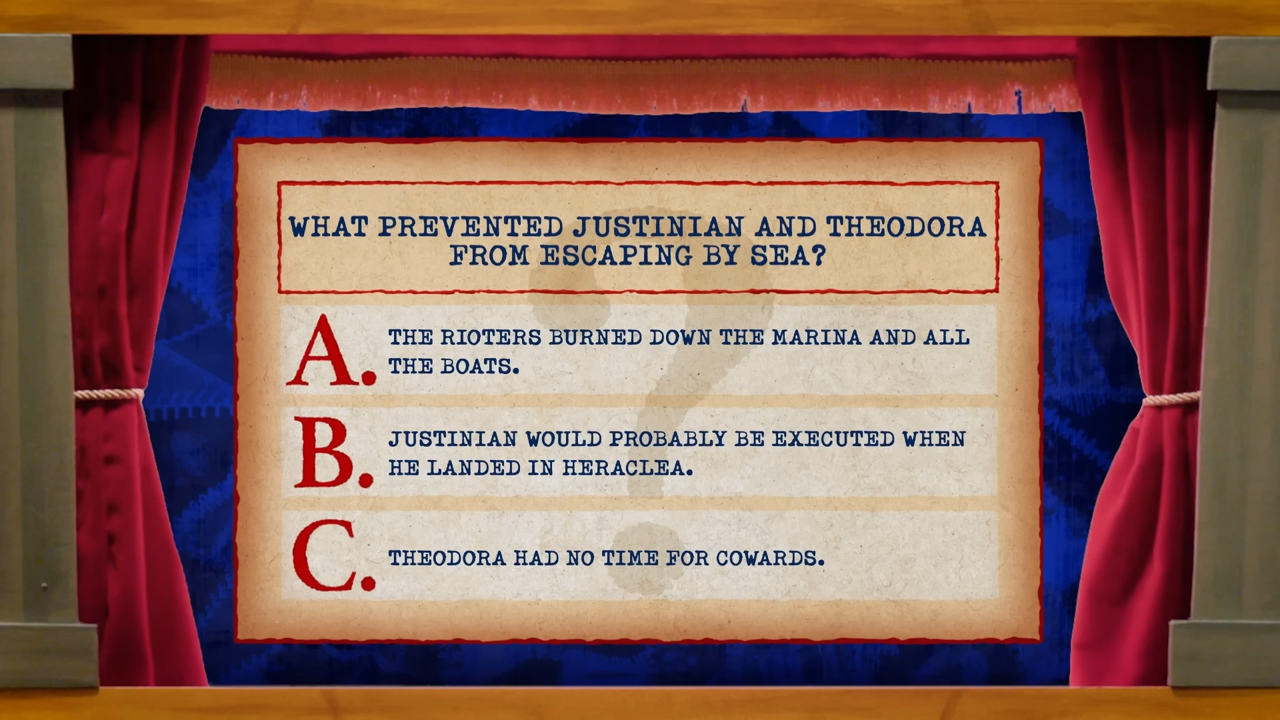 WHAT PREVENTED JUSTINIAN AND THEODORA
FROM ESCAPING BY SEA?
A. THE RIOTERS BURNED DOWN THE MARINA AND ALL
THE BOATS.
B. JUSTINIAN WOULD PROBABLY BE EXECUTED WHEN
HE LANDED IN HERACLEA.
C. THEODORA HAD NO TIME FOR COWARDS.